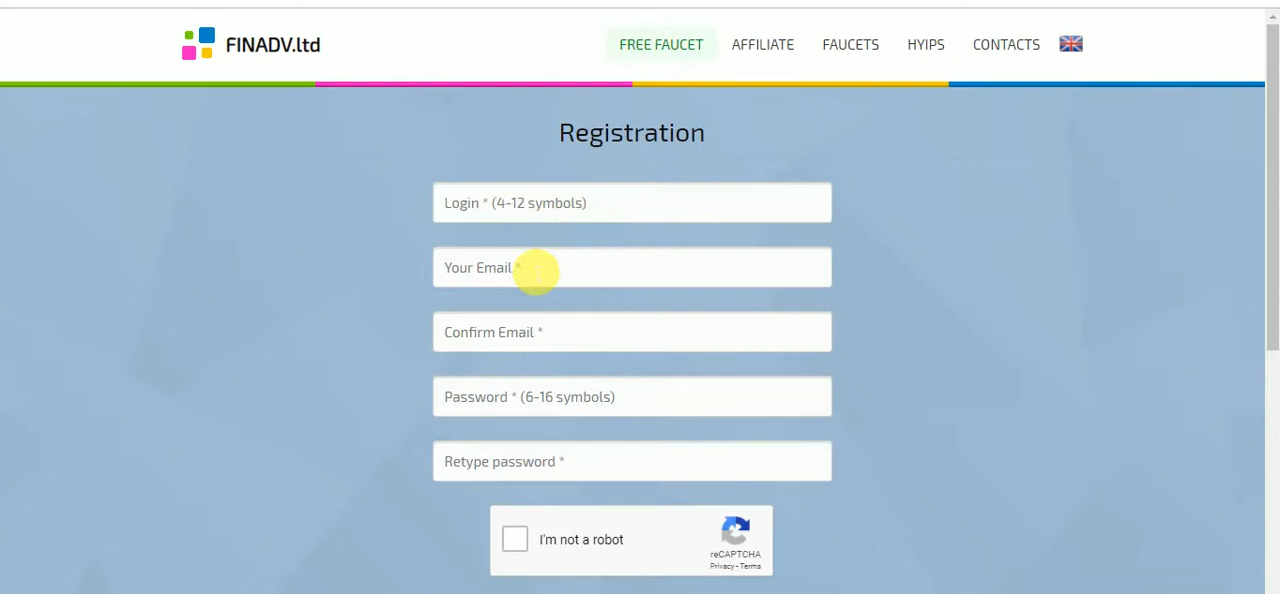 FINADV.ltd
FREE FAUCET AFFILIATE FAUCETS HYIPS CONTACTS
Registration
Login * (4-12 symbols)
Your Email *
Confirm Email *
Password * (6-16 symbols)
Retype password *
I'm not a robot
reCAPTCHA
Privacy - Terms